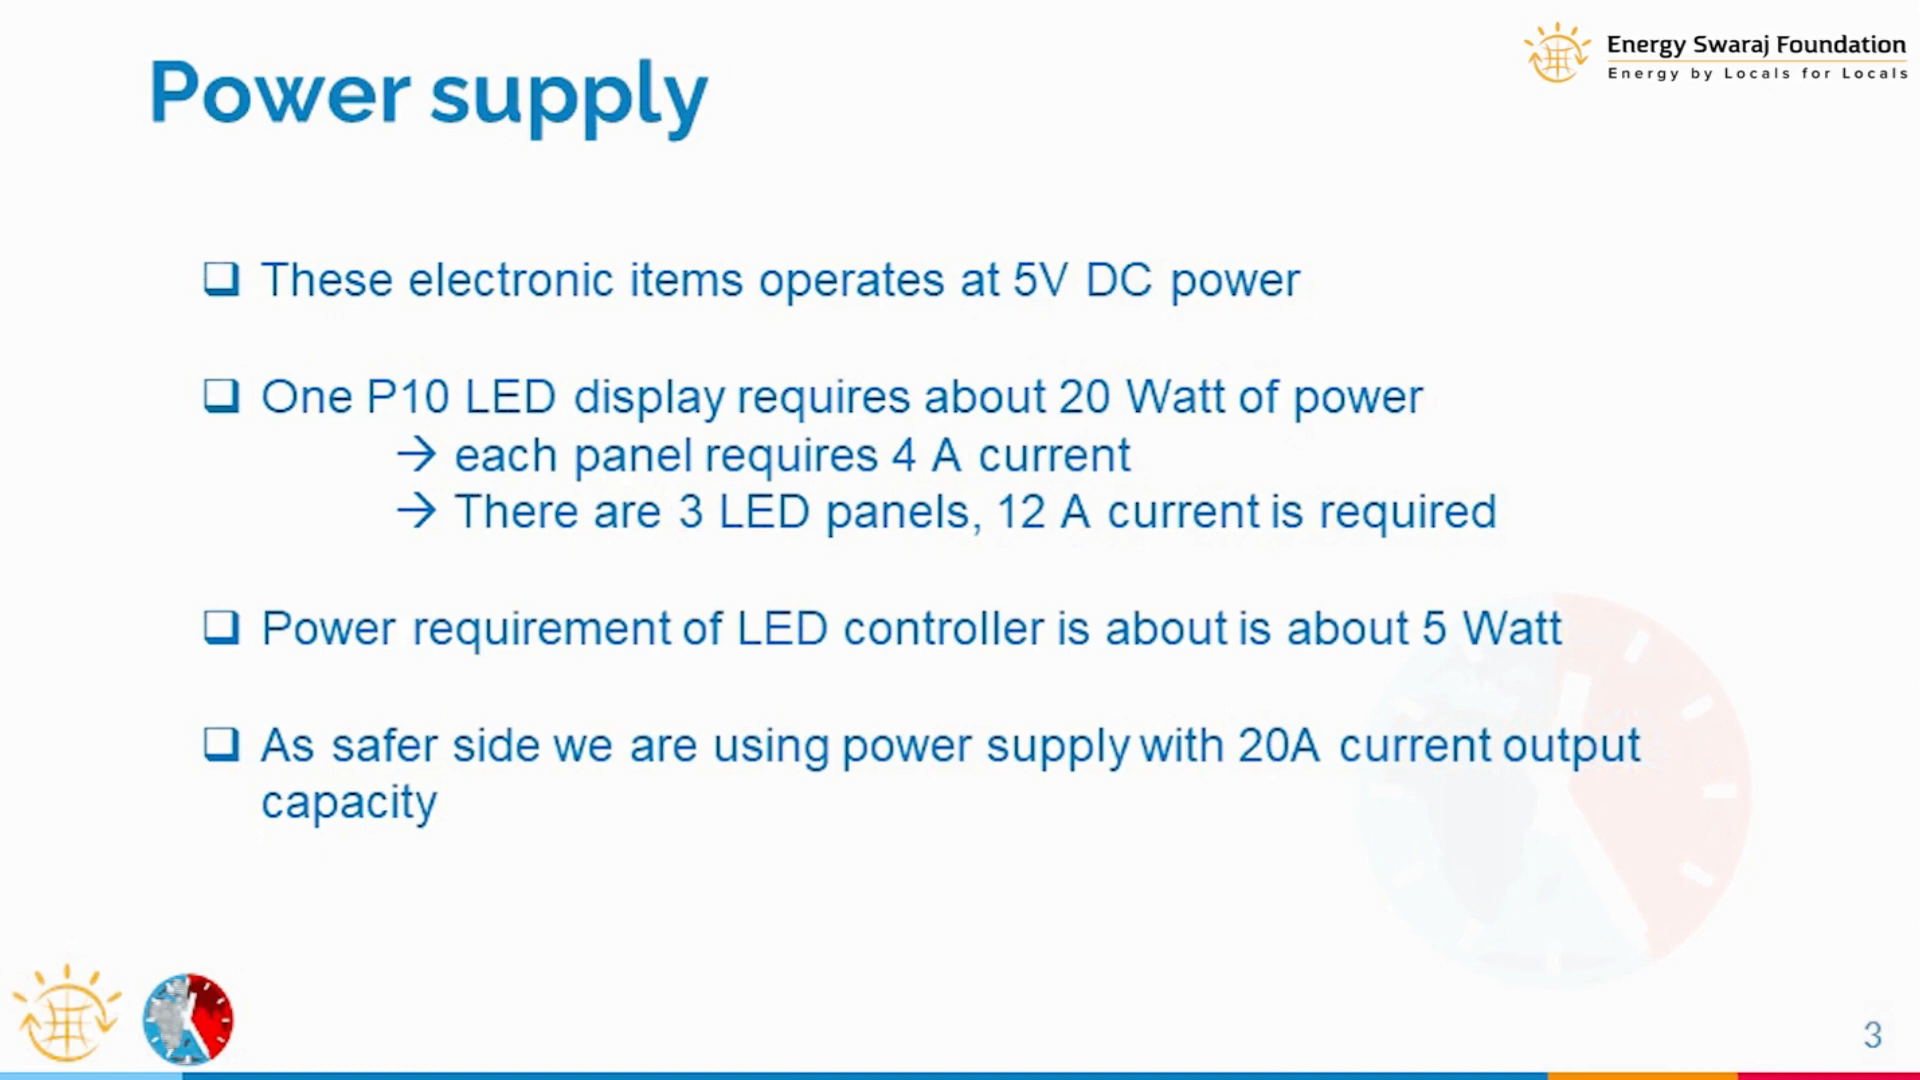 Power supply
Energy Swaraj Foundation
Energy by Locals for Locals
These electronic items operates at 5V DC power
One P10 LED display requires about 20 Watt of power
→ each panel requires 4 A current
→ There are 3 LED panels, 12 A current is required
Power requirement of LED controller is about is about 5 Watt
As safer side we are using power supply with 20A current output
capacity
3